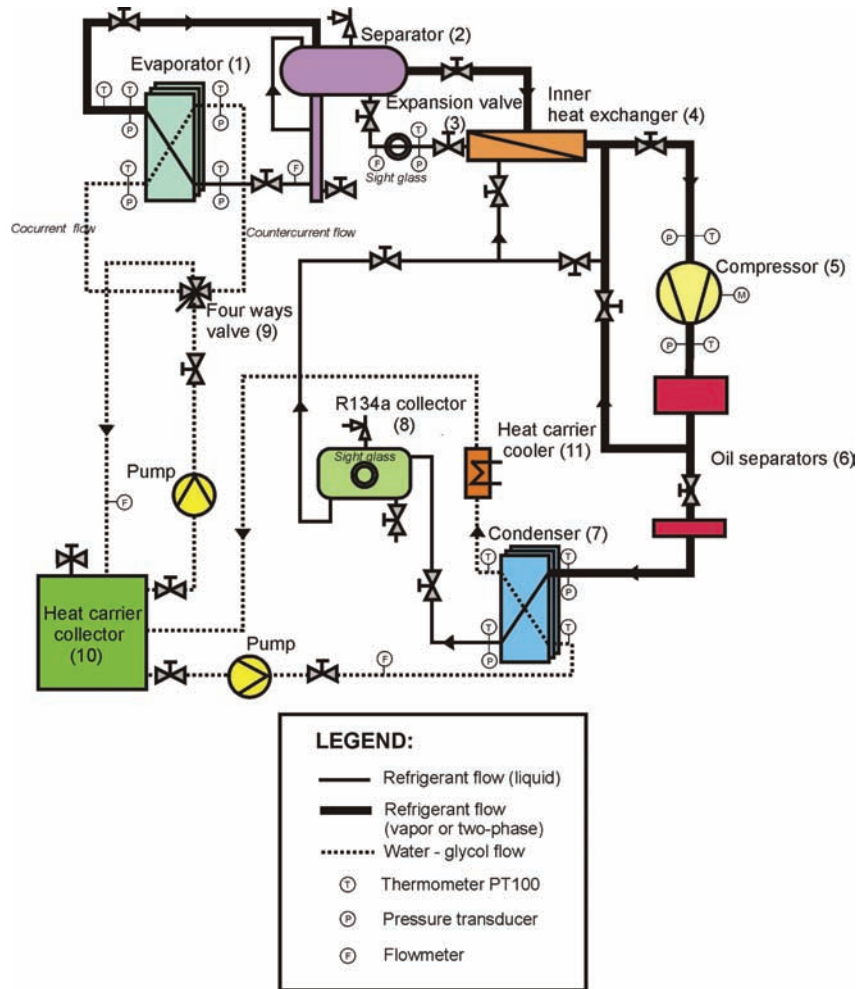 Separator (2)
Evaporator (1)
T
T
P
P
Expansion valve
(3)
Inner
heat exchanger (4)
T
F
P
Sight glass
T
T
F
P
P
Cocurrent flow
Countercurrent flow
P
T
Compressor (5)
M
Four ways
valve (9)
P
T
R134a collector
(8)
Heat carrier
cooler (11)
Sight glass
Oil separators (6)
Pump
F
Condenser (7)
T
T
P
Heat carrier
collector
(10)
T
T
P
Pump
F
LEGEND:
Refrigerant flow (liquid)
Refrigerant flow
(vapor or two-phase)
Water - glycol flow
T
Thermometer PT100
P
Pressure transducer
F
Flowmeter